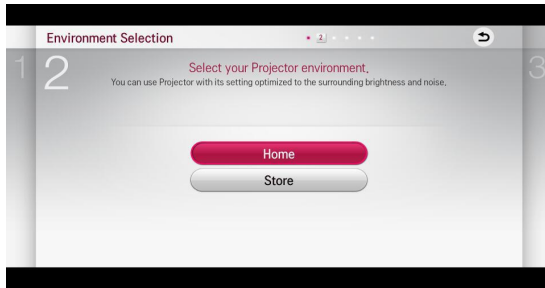 Environment Selection
2
1
2
3
Select your Projector environment.
You can use Projector with its setting optimized to the surrounding brightness and noise.
Home
Store